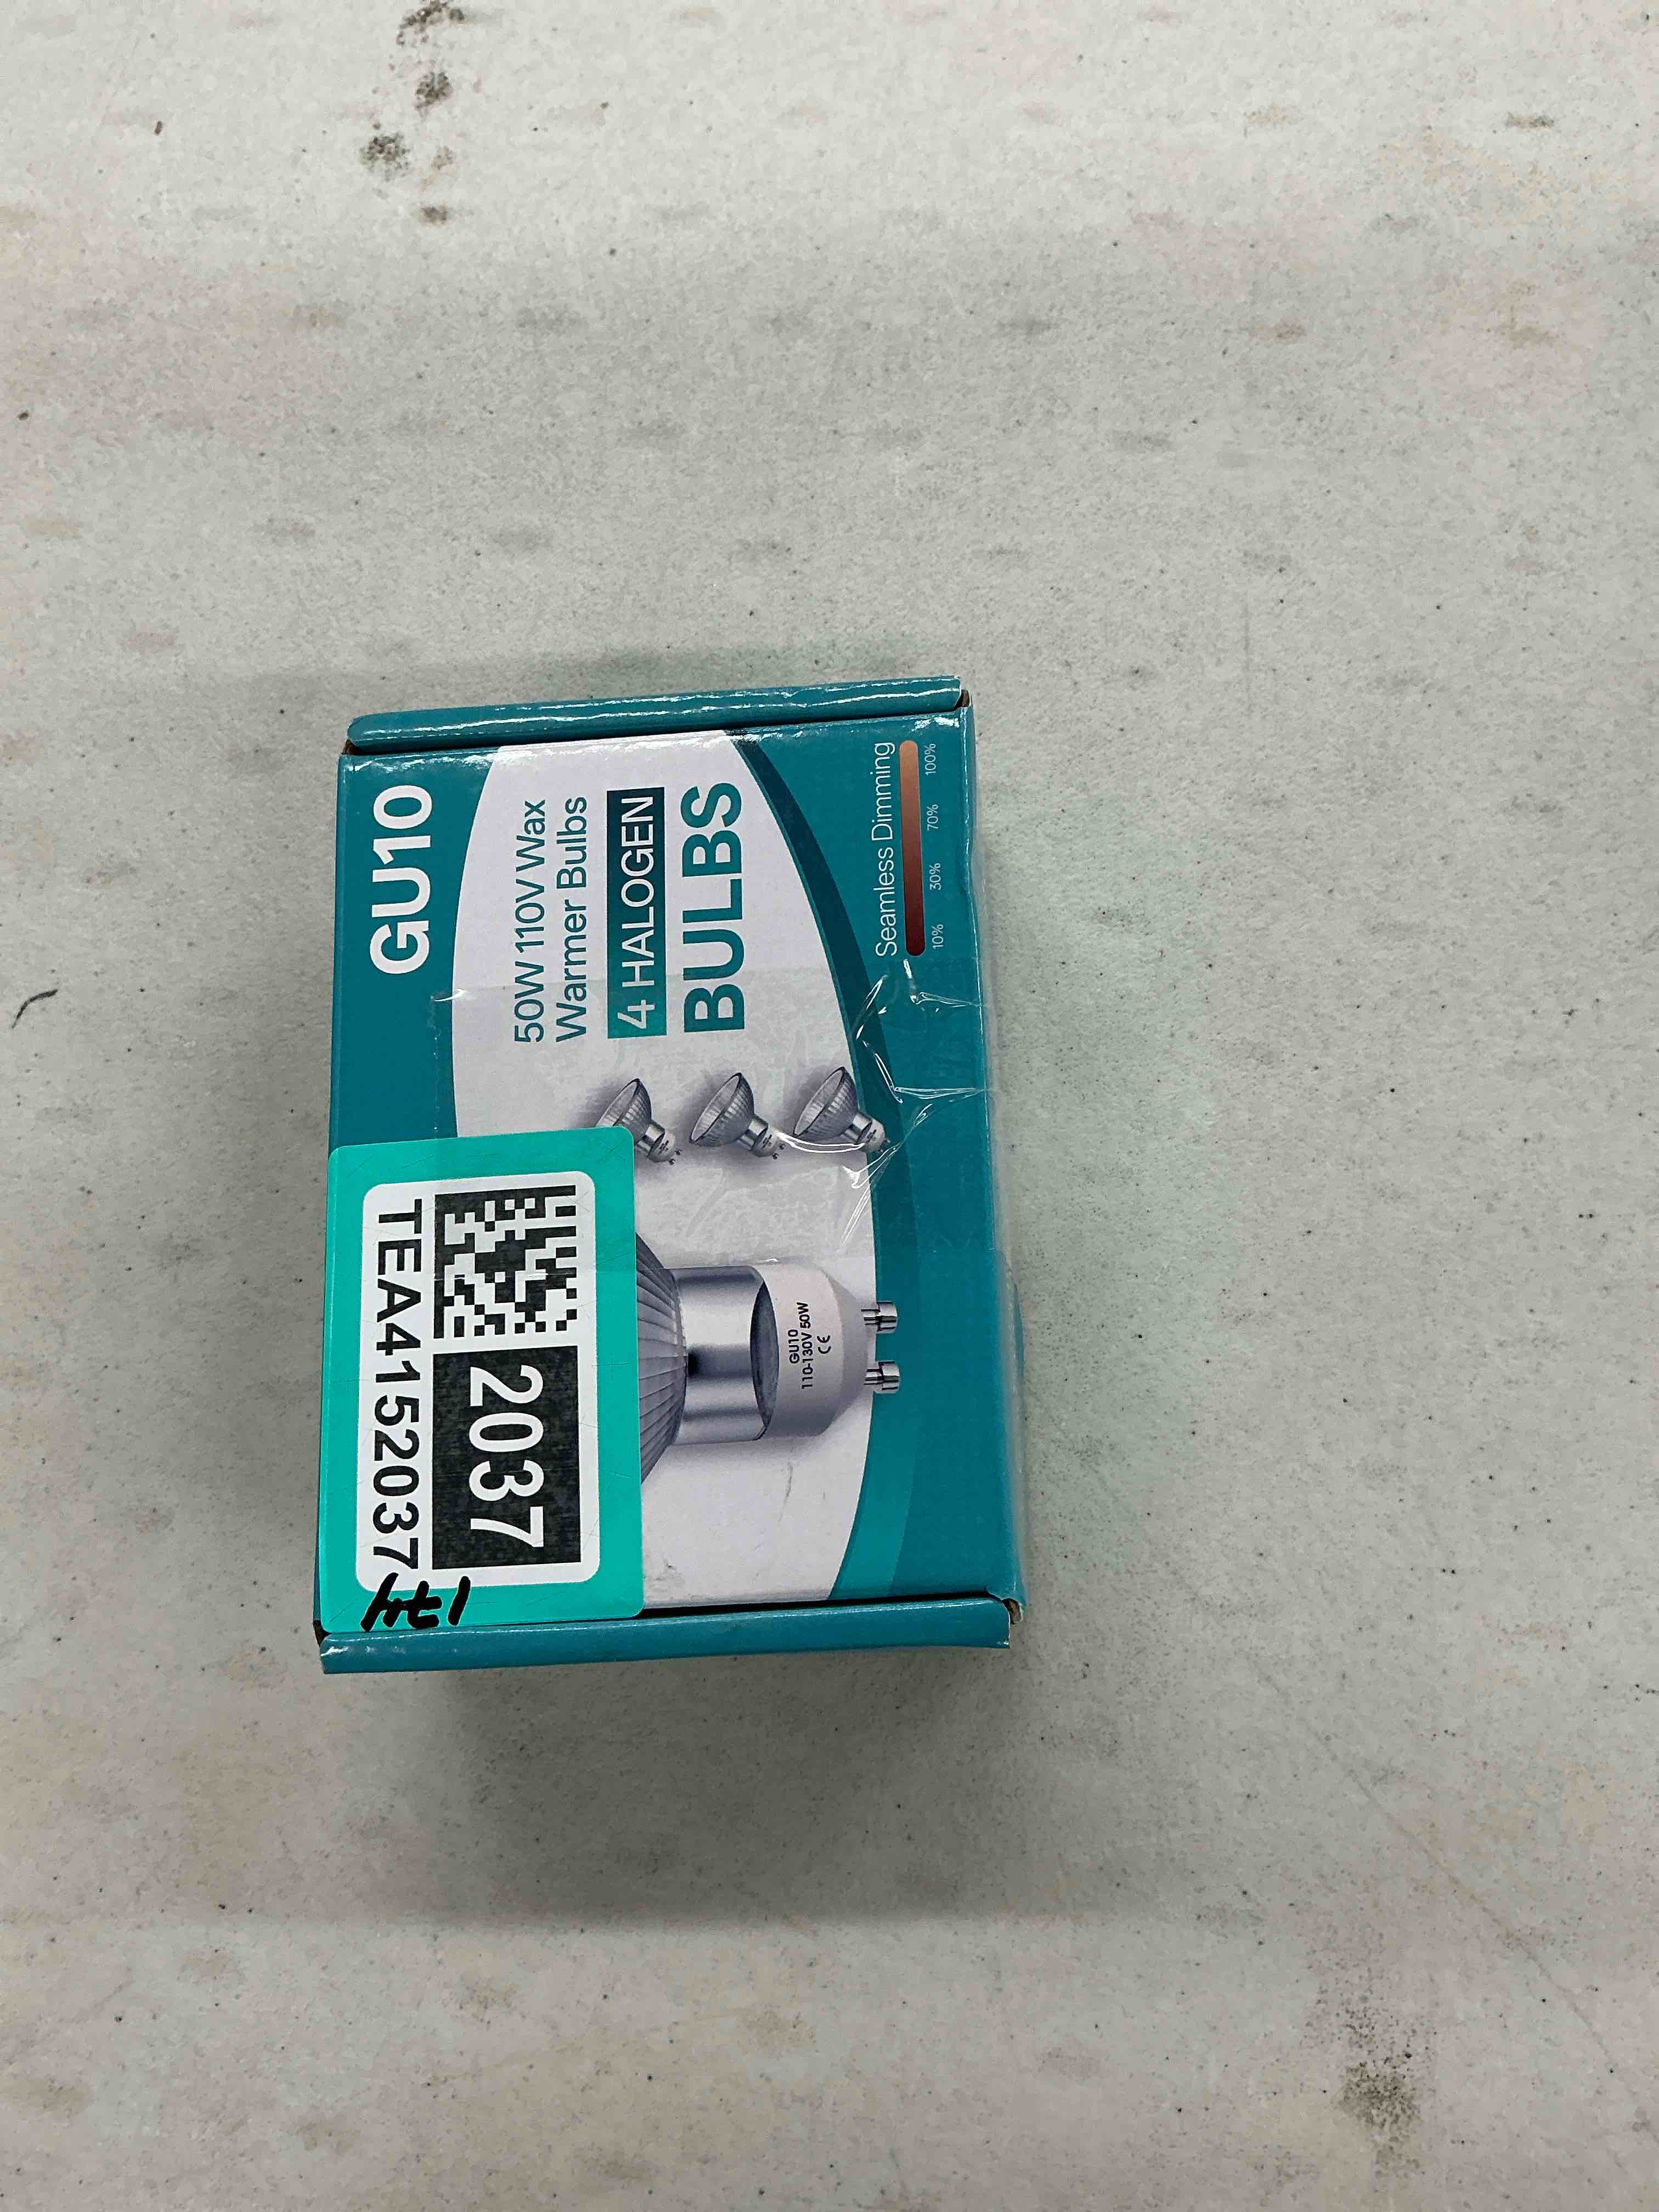 GU10
50W 110V Wax
Warmer Bulbs
4 HALOGEN
BULBS
Seamless Dimming
10% 30% 70% 100%
GU10
110-130V 50W
CE
2037
TEA4152037
174